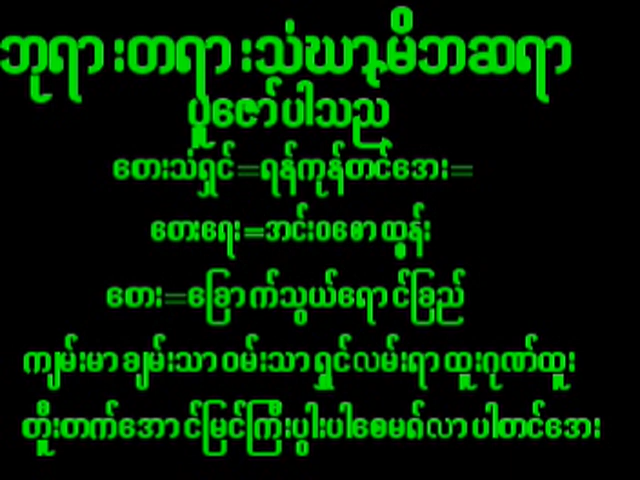 ဘုရား တရား သံဃာ့မိဘဆရာ
ပူဇော်ပါသည
တေးသံရှင်=ရန်ကုန်တင်အေး=
တေးရေး=အင်းဝစောထွန်း
တေး=ခြောက်သွယ်ရောင်ခြည်
ကျမ်းမာချမ်းသာ ဝမ်းသာရွှင်လမ်းရာ ထူးဂုဏ်ထူး
တိုးတက်အောင်မြင်ကြီးပွါးပါစေမရ်လာ ပါတင်အေး